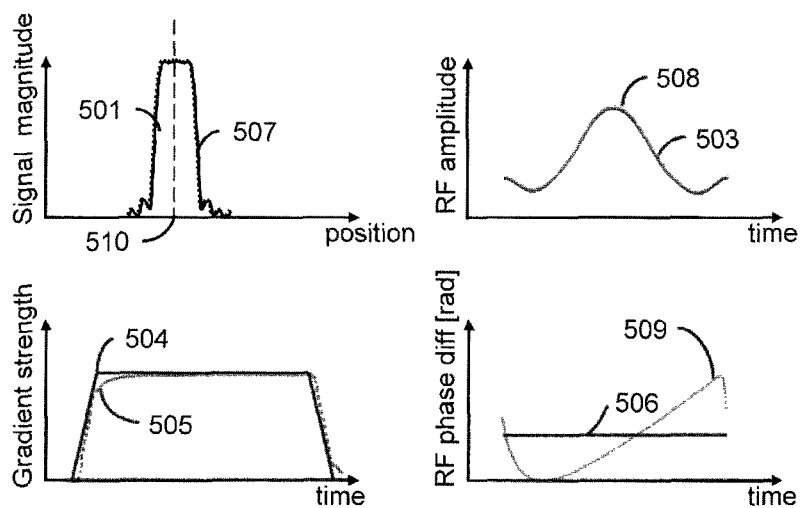 Signal magnitude
501
507
510
position
RF amplitude
508
503
time
Gradient strength
504
505
time
RF phase diff [rad]
509
506
time